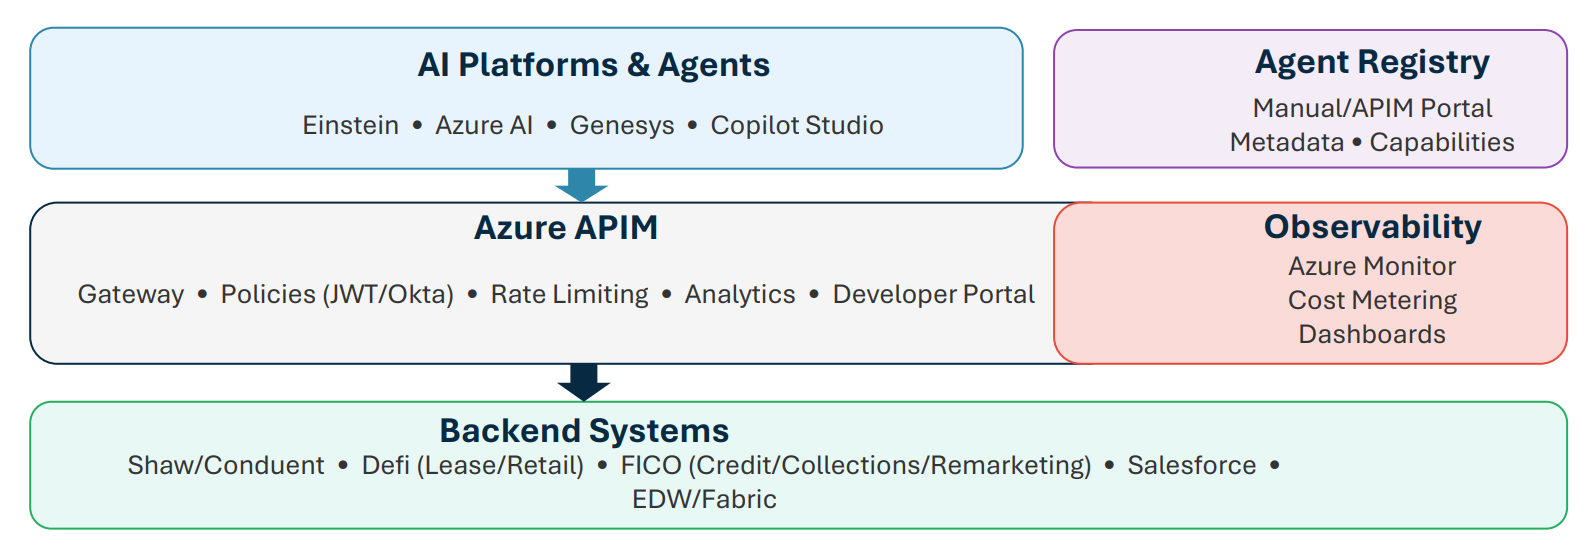 AI Platforms & Agents
Einstein • Azure AI • Genesys • Copilot Studio
Agent Registry
Manual/APIM Portal
Metadata • Capabilities
Azure APIM
Gateway • Policies (JWT/Okta) • Rate Limiting • Analytics • Developer Portal
Observability
Azure Monitor
Cost Metering
Dashboards
Backend Systems
Shaw/Conduent • Defi (Lease/Retail) • FICO (Credit/Collections/Remarketing) • Salesforce •
EDW/Fabric